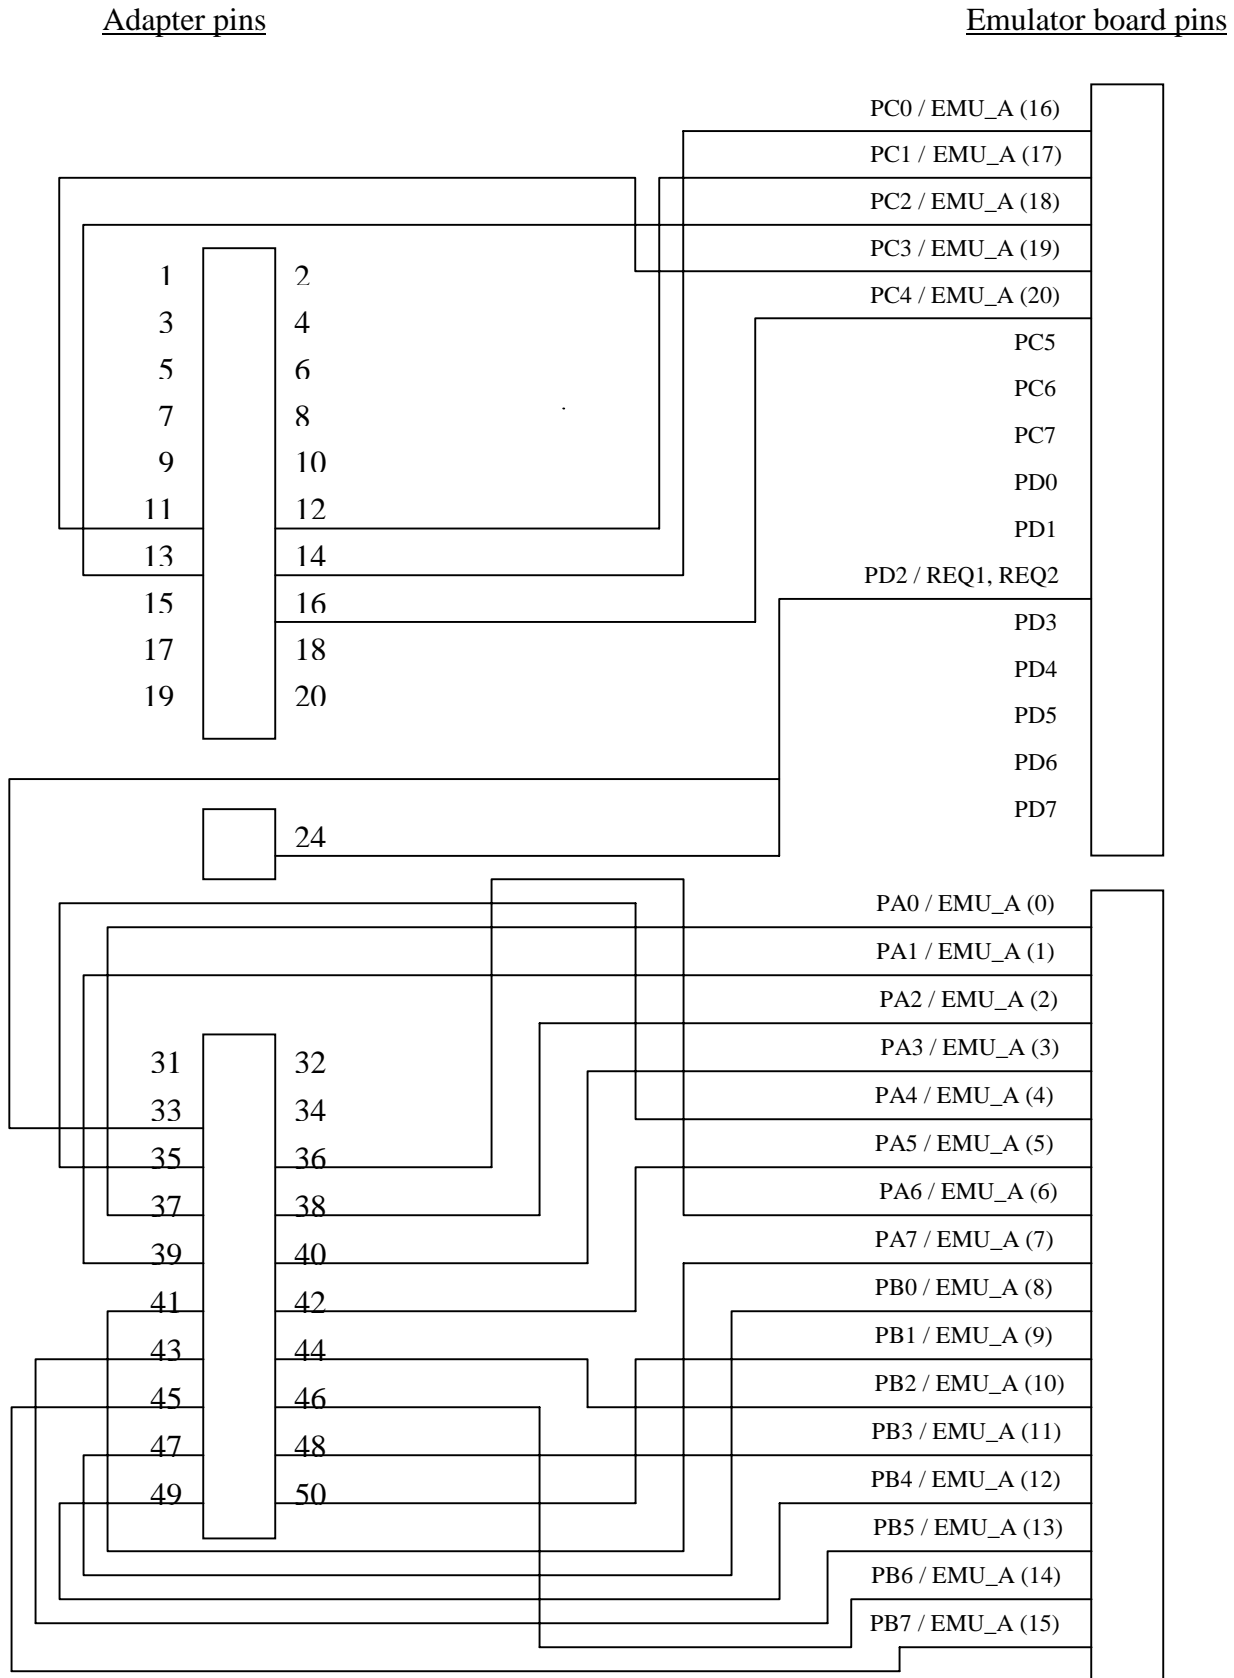 Adapter pins
Emulator board pins
PC0 / EMU_A (16)
PC1 / EMU_A (17)
PC2 / EMU_A (18)
PC3 / EMU_A (19)
PC4 / EMU_A (20)
PC5
PC6
PC7
PD0
PD1
PD2 / REQ1, REQ2
PD3
PD4
PD5
PD6
PD7
1 2
3 4
5 6
7 8
9 10
11 12
13 14
15 16
17 18
19 20
24
PA0 / EMU_A (0)
PA1 / EMU_A (1)
PA2 / EMU_A (2)
PA3 / EMU_A (3)
PA4 / EMU_A (4)
PA5 / EMU_A (5)
PA6 / EMU_A (6)
PA7 / EMU_A (7)
PB0 / EMU_A (8)
PB1 / EMU_A (9)
PB2 / EMU_A (10)
PB3 / EMU_A (11)
PB4 / EMU_A (12)
PB5 / EMU_A (13)
PB6 / EMU_A (14)
PB7 / EMU_A (15)
31 32
33 34
35 36
37 38
39 40
41 42
43 44
45 46
47 48
49 50